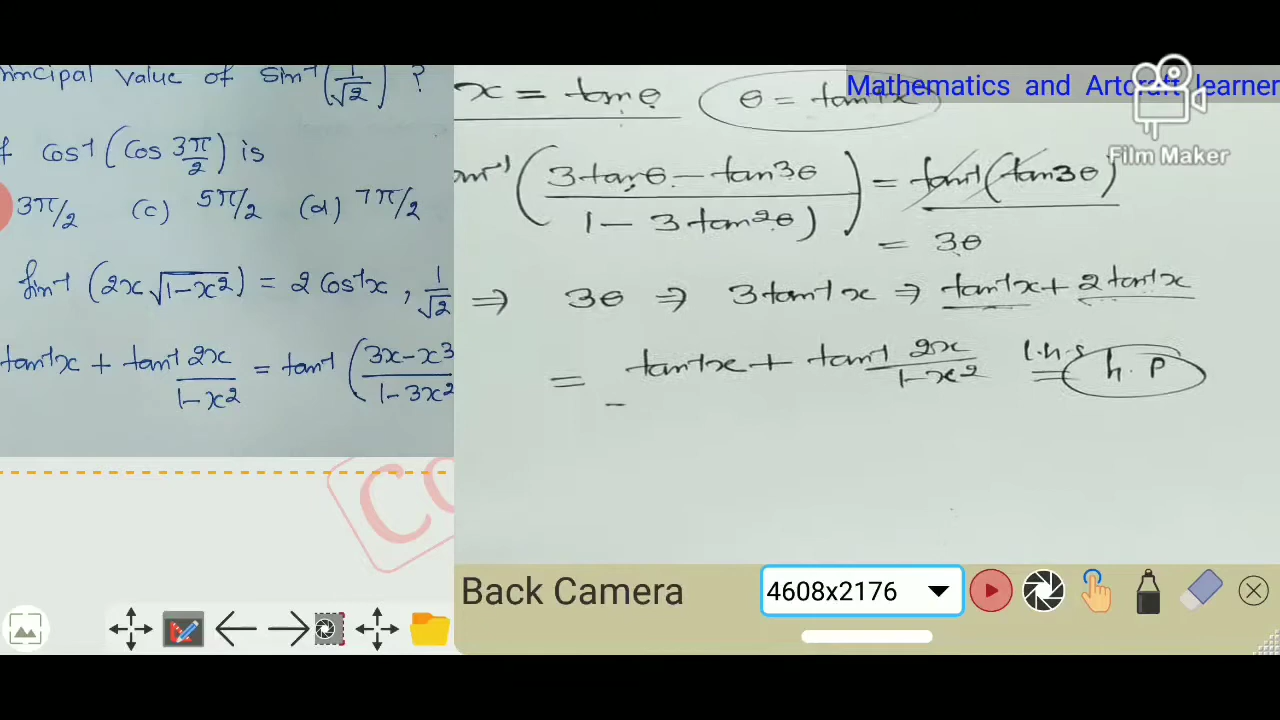 principal value of sin⁻¹(1/√2) ?
f cos⁻¹(cos 3π/2) is
3π/2 (c) 5π/2 (d) 7π/2
Sin⁻¹ (2x√1-x²) = 2 cos⁻¹x, 1/√2
tan⁻¹x + tan⁻¹ 2x/1-x² = tan⁻¹ (3x-x³/1-3x²
Mathematics and Artcraft learner
Film Maker
x = tanθ θ = tan⁻¹x
tan⁻¹ (3tanθ - tan³θ / 1 - 3tan²θ) = tan⁻¹(tan3θ)
= 3θ
⇒ 3θ ⇒ 3tan⁻¹x ⇒ tan⁻¹x + 2tan⁻¹x
= tan⁻¹x + tan⁻¹ 2x/1-x² l.h.s h.P
Back Camera 4608x2176